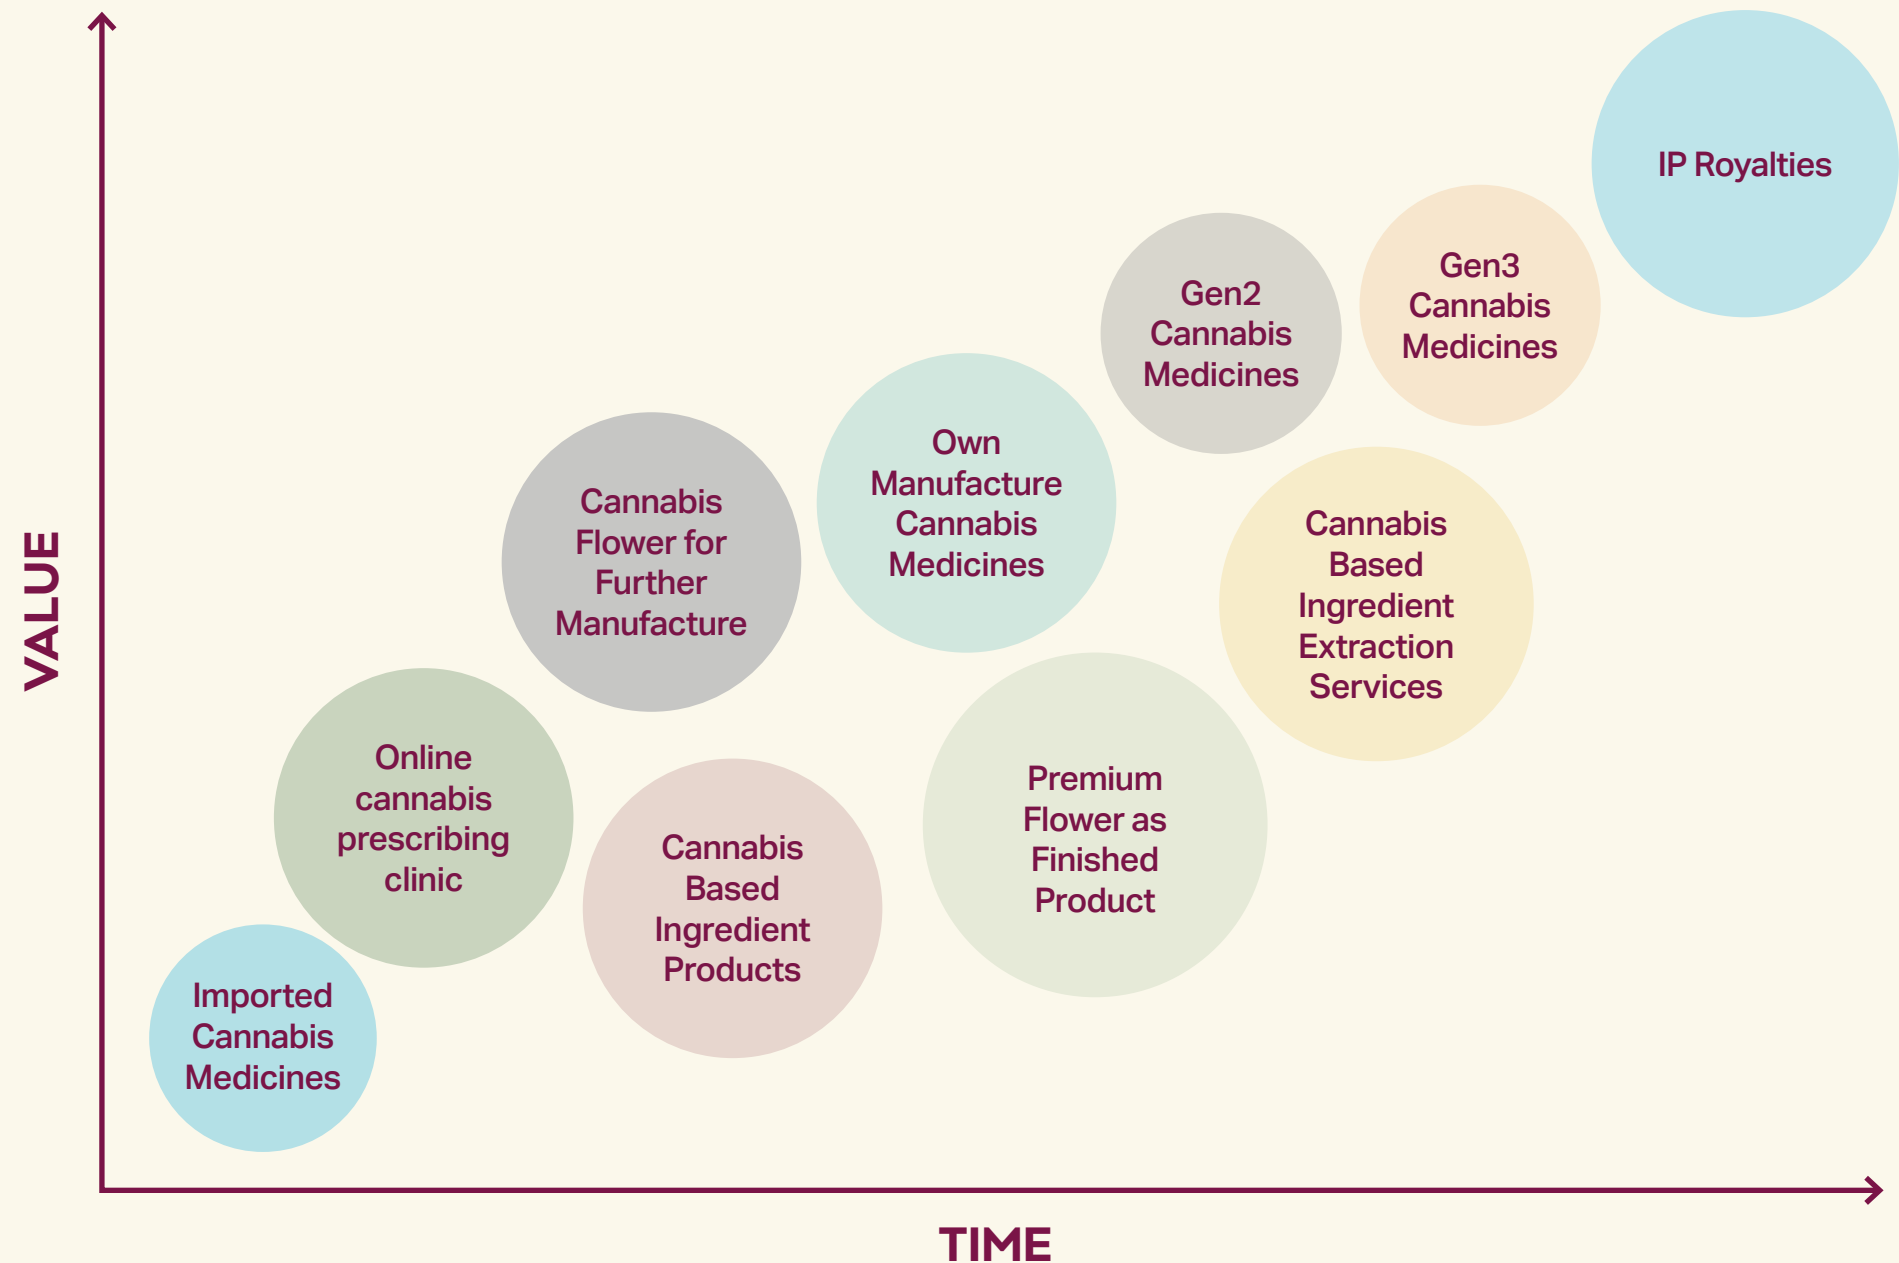 IP Royalties
Gen3
Cannabis
Medicines
Gen2
Cannabis
Medicines
Own
Manufacture
Cannabis
Medicines
Cannabis
Flower for
Further
Manufacture
Cannabis
Based
Ingredient
Extraction
Services
VALUE
Online
cannabis
prescribing
clinic
Premium
Flower as
Finished
Product
Cannabis
Based
Ingredient
Products
Imported
Cannabis
Medicines
TIME